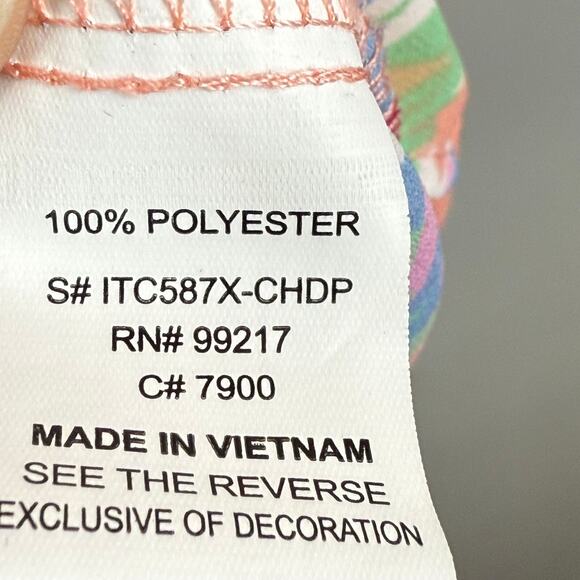 100% POLYESTER
S# ITC587X-CHDP
RN# 99217
C# 7900
MADE IN VIETNAM
SEE THE REVERSE
EXCLUSIVE OF DECORATION